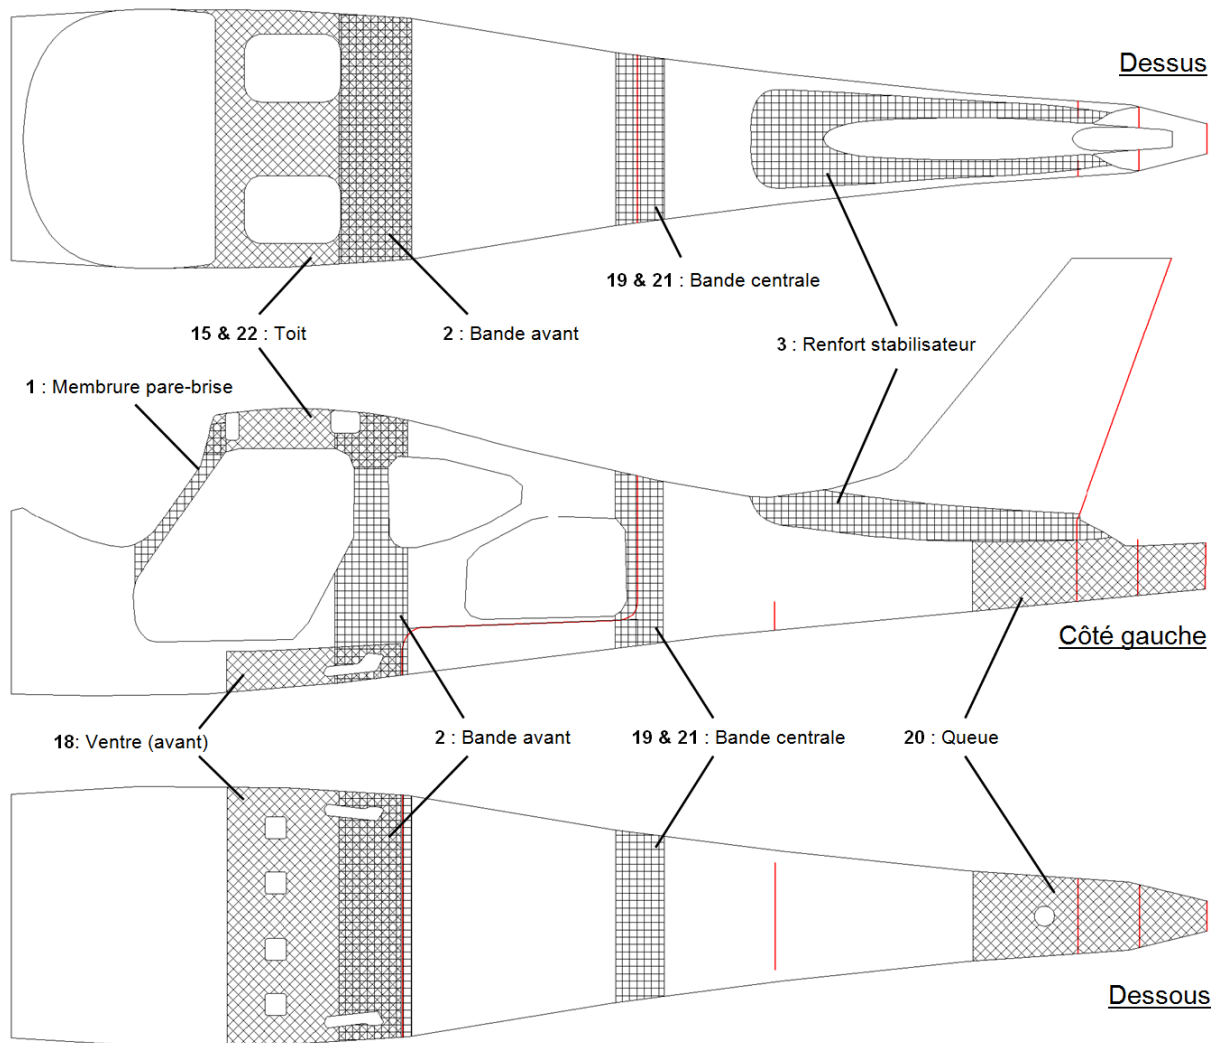 Dessus
19 & 21 : Bande centrale
15 & 22 : Toit
2 : Bande avant
3 : Renfort stabilisateur
1 : Membrure pare-brise
Côté gauche
18: Ventre (avant)
2 : Bande avant
19 & 21 : Bande centrale
20 : Queue
Dessous